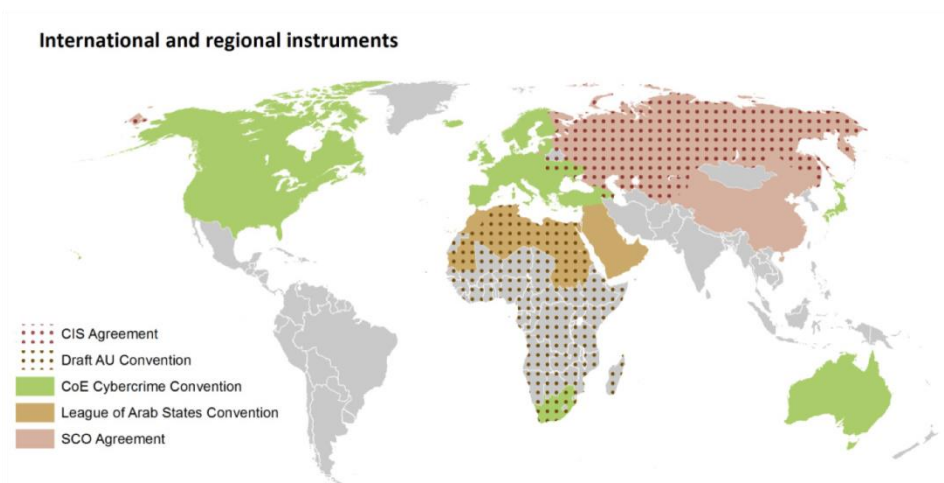 International and regional instruments
CIS Agreement
Draft AU Convention
CoE Cybercrime Convention
League of Arab States Convention
SCO Agreement